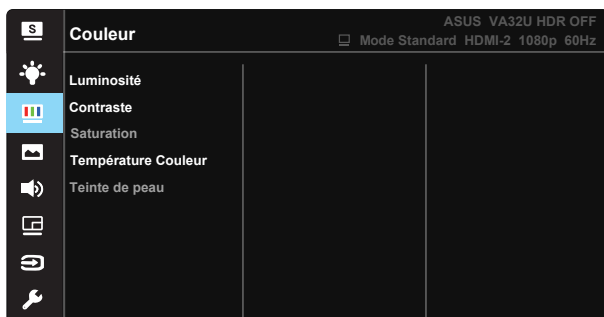 S
Couleur
ASUS VA32U HDR OFF
Mode Standard HDMI-2 1080p 60Hz
Luminosité
Contraste
Saturation
Température Couleur
Teinte de peau